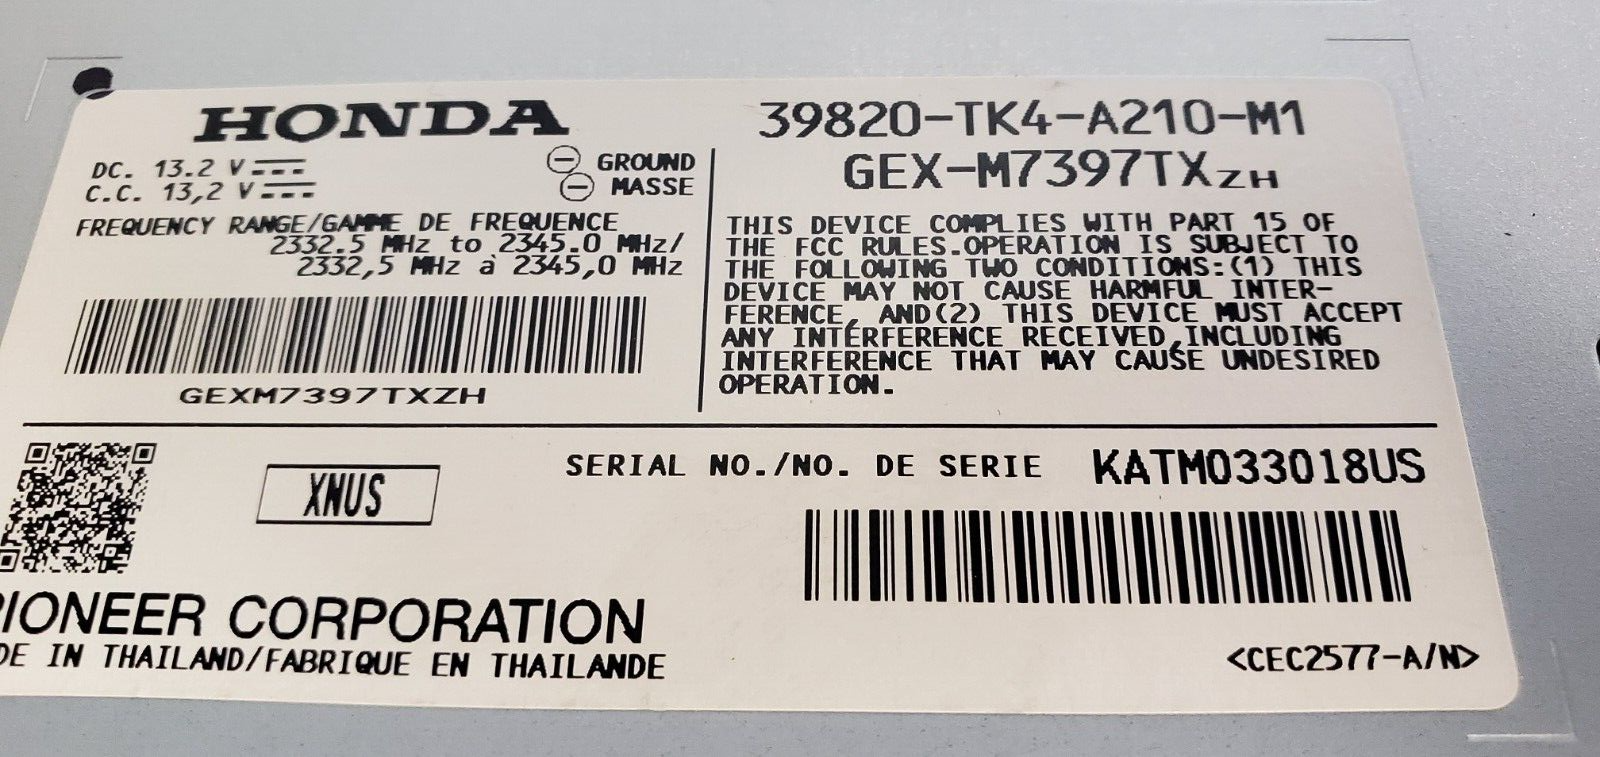 HONDA
DC. 13.2 V
C.C. 13,2 V
GROUND
MASSE
FREQUENCY RANGE/GAMME DE FREQUENCE
2332.5 MHz to 2345.0 MHz/
2332,5 MHz à 2345,0 MHz
GEXM7397TXZH
39820-TK4-A210-M1
GEX-M7397TXZH
THIS DEVICE COMPLIES WITH PART 15 OF
THE FCC RULES.OPERATION IS SUBJECT TO
THE FOLLOWING TWO CONDITIONS:(1) THIS
DEVICE MAY NOT CAUSE HARMFUL INTER-
FERENCE, AND(2) THIS DEVICE MUST ACCEPT
ANY INTERFERENCE RECEIVED,INCLUDING
INTERFERENCE THAT MAY CAUSE UNDESIRED
OPERATION.
XNUS
SERIAL NO./NO. DE SERIE KATM033018US
IONEER CORPORATION
DE IN THAILAND/FABRIQUE EN THAILANDE
<CEC2577-A/N>